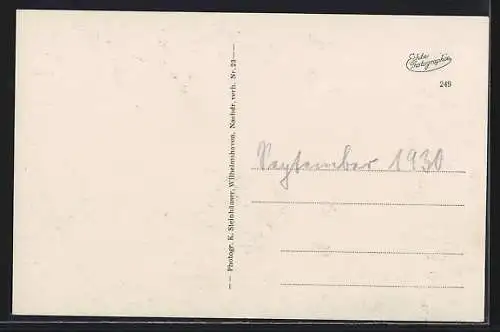 Echte
Photographie
249
Photogr. K. Steinhäuser, Wilhelmshaven, Nachdr. verb. Nr. 23
September 1930